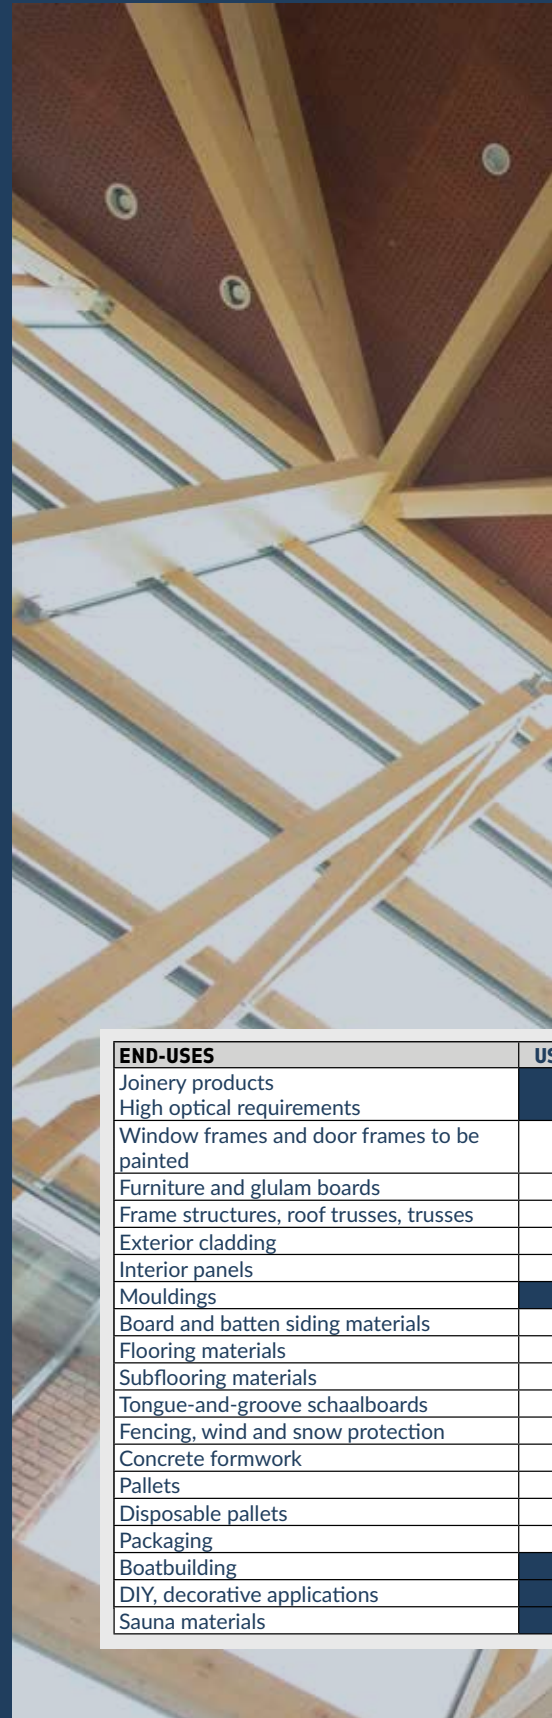 END-USES US
Joinery products
High optical requirements
Window frames and door frames to be
painted
Furniture and glulam boards
Frame structures, roof trusses, trusses
Exterior cladding
Interior panels
Mouldings
Board and batten siding materials
Flooring materials
Subflooring materials
Tongue-and-groove schaalboards
Fencing, wind and snow protection
Concrete formwork
Pallets
Disposable pallets
Packaging
Boatbuilding
DIY, decorative applications
Sauna materials